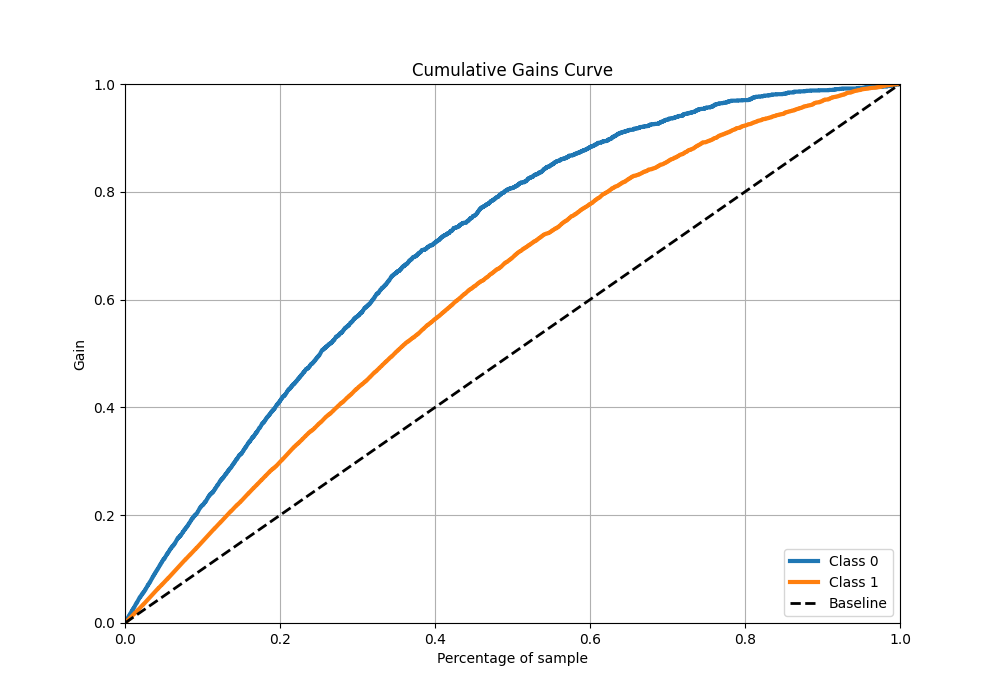 Cumulative Gains Curve
1.0
0.8
0.6
0.4
0.2
0.0
Gain
0.0 0.2 0.4 0.6 0.8 1.0
Percentage of sample
Class 0
Class 1
Baseline